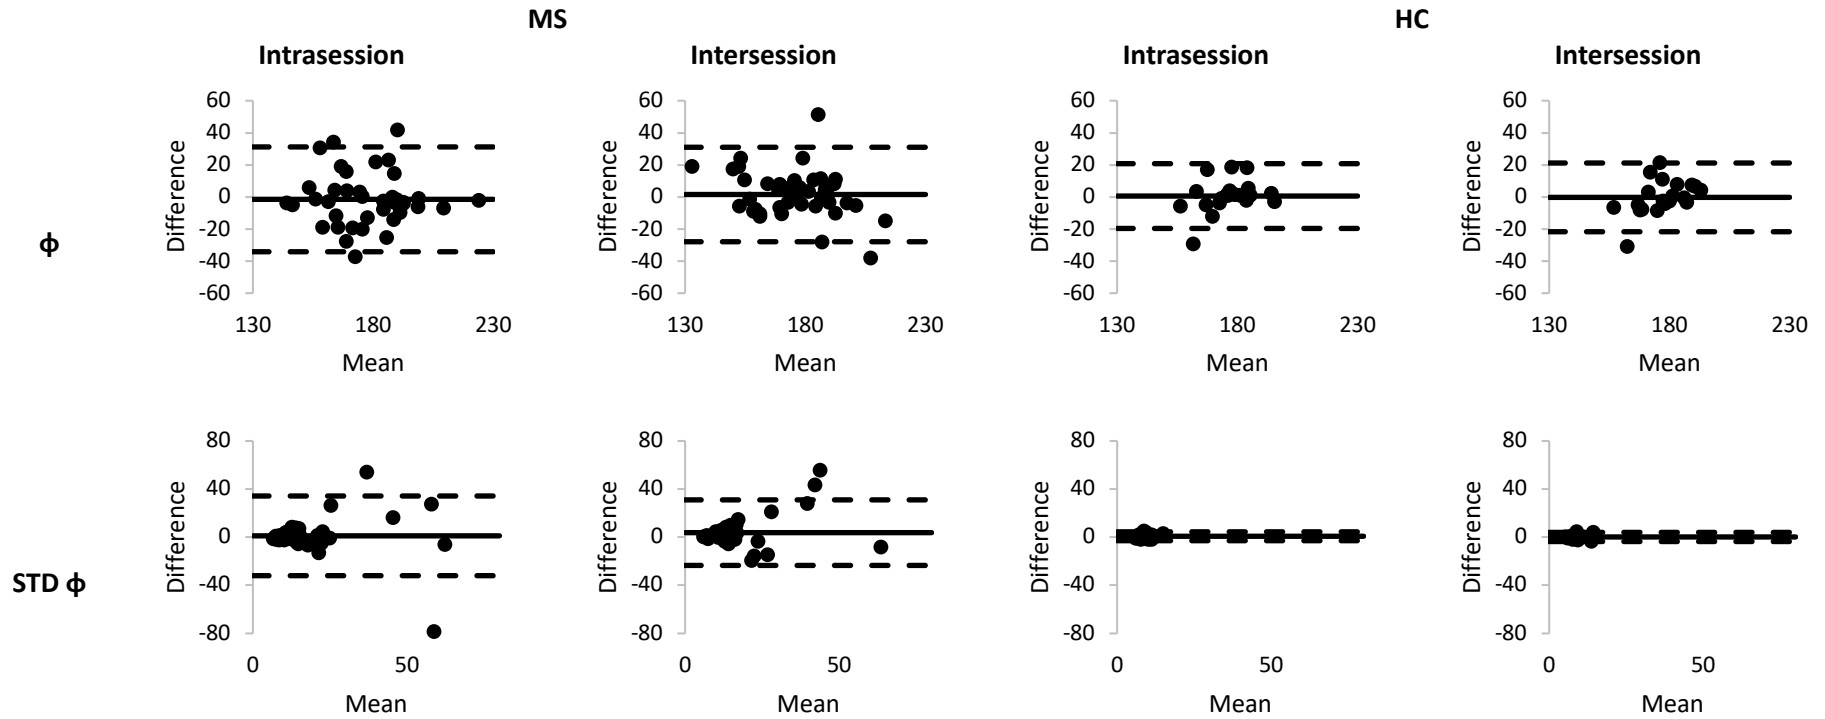 MS HC
Intrasession Intersession Intrasession Intersession
ϕ
Difference
60
40
20
0
-20
-40
-60
130 180 230
Mean
Difference
60
40
20
0
-20
-40
-60
130 180 230
Mean
Difference
60
40
20
0
-20
-40
-60
130 180 230
Mean
Difference
60
40
20
0
-20
-40
-60
130 180 230
Mean
STD ϕ
Difference
80
40
0
-40
-80
0 50
Mean
Difference
80
40
0
-40
-80
0 50
Mean
Difference
80
40
0
-40
-80
0 50
Mean
Difference
80
40
0
-40
-80
0 50
Mean